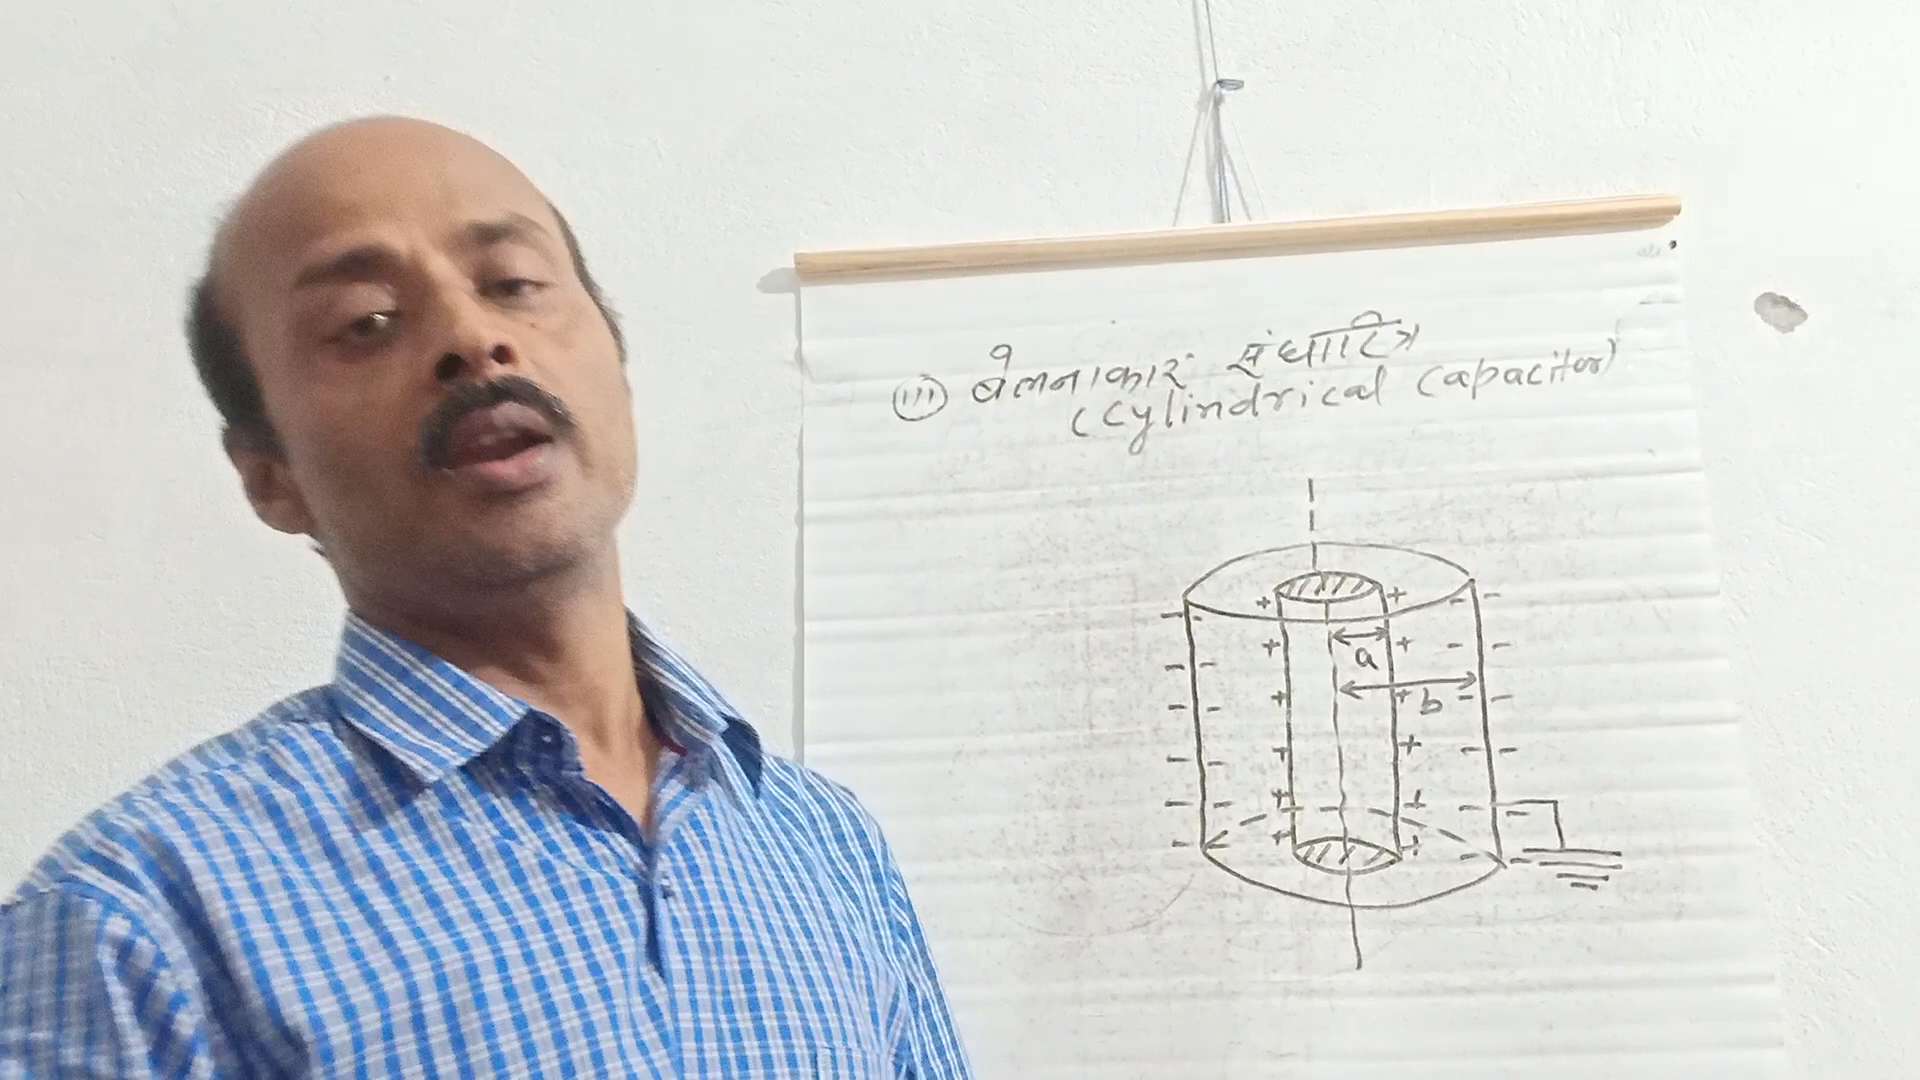 (iii) बेलनाकार संधारित्र
(Cylindrical Capacitor)
+ + - -
- + a + - -
- - + + b - -
- - + + - -
- - + + - -
- + + - -